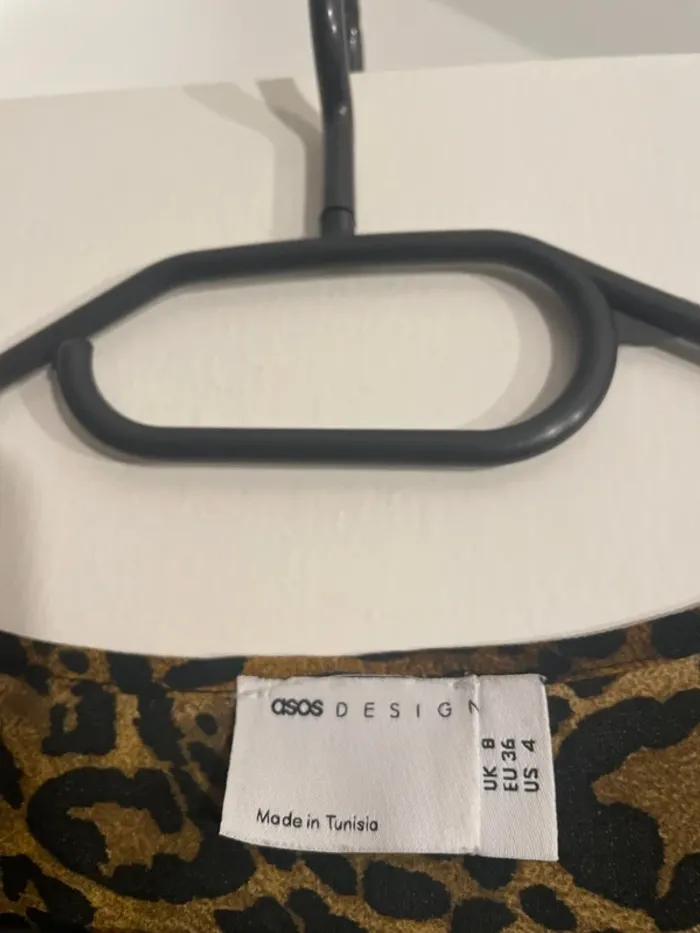 asos DESIGN
Made in Tunisia
UK 8
EU 36
US 4